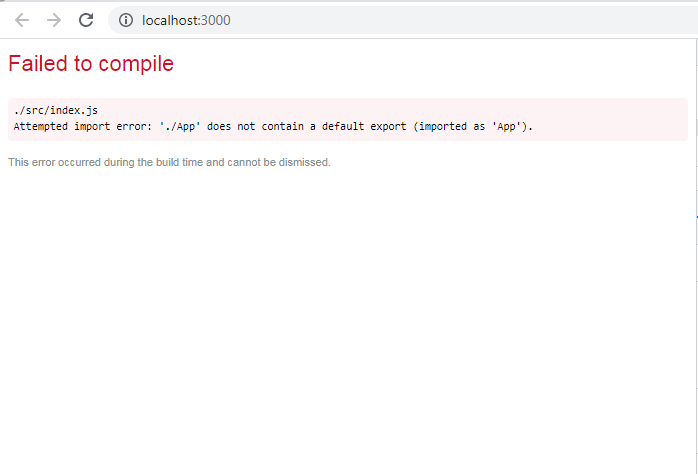 localhost:3000
Failed to compile
./src/index.js
Attempted import error: './App' does not contain a default export (imported as 'App').
This error occurred during the build time and cannot be dismissed.